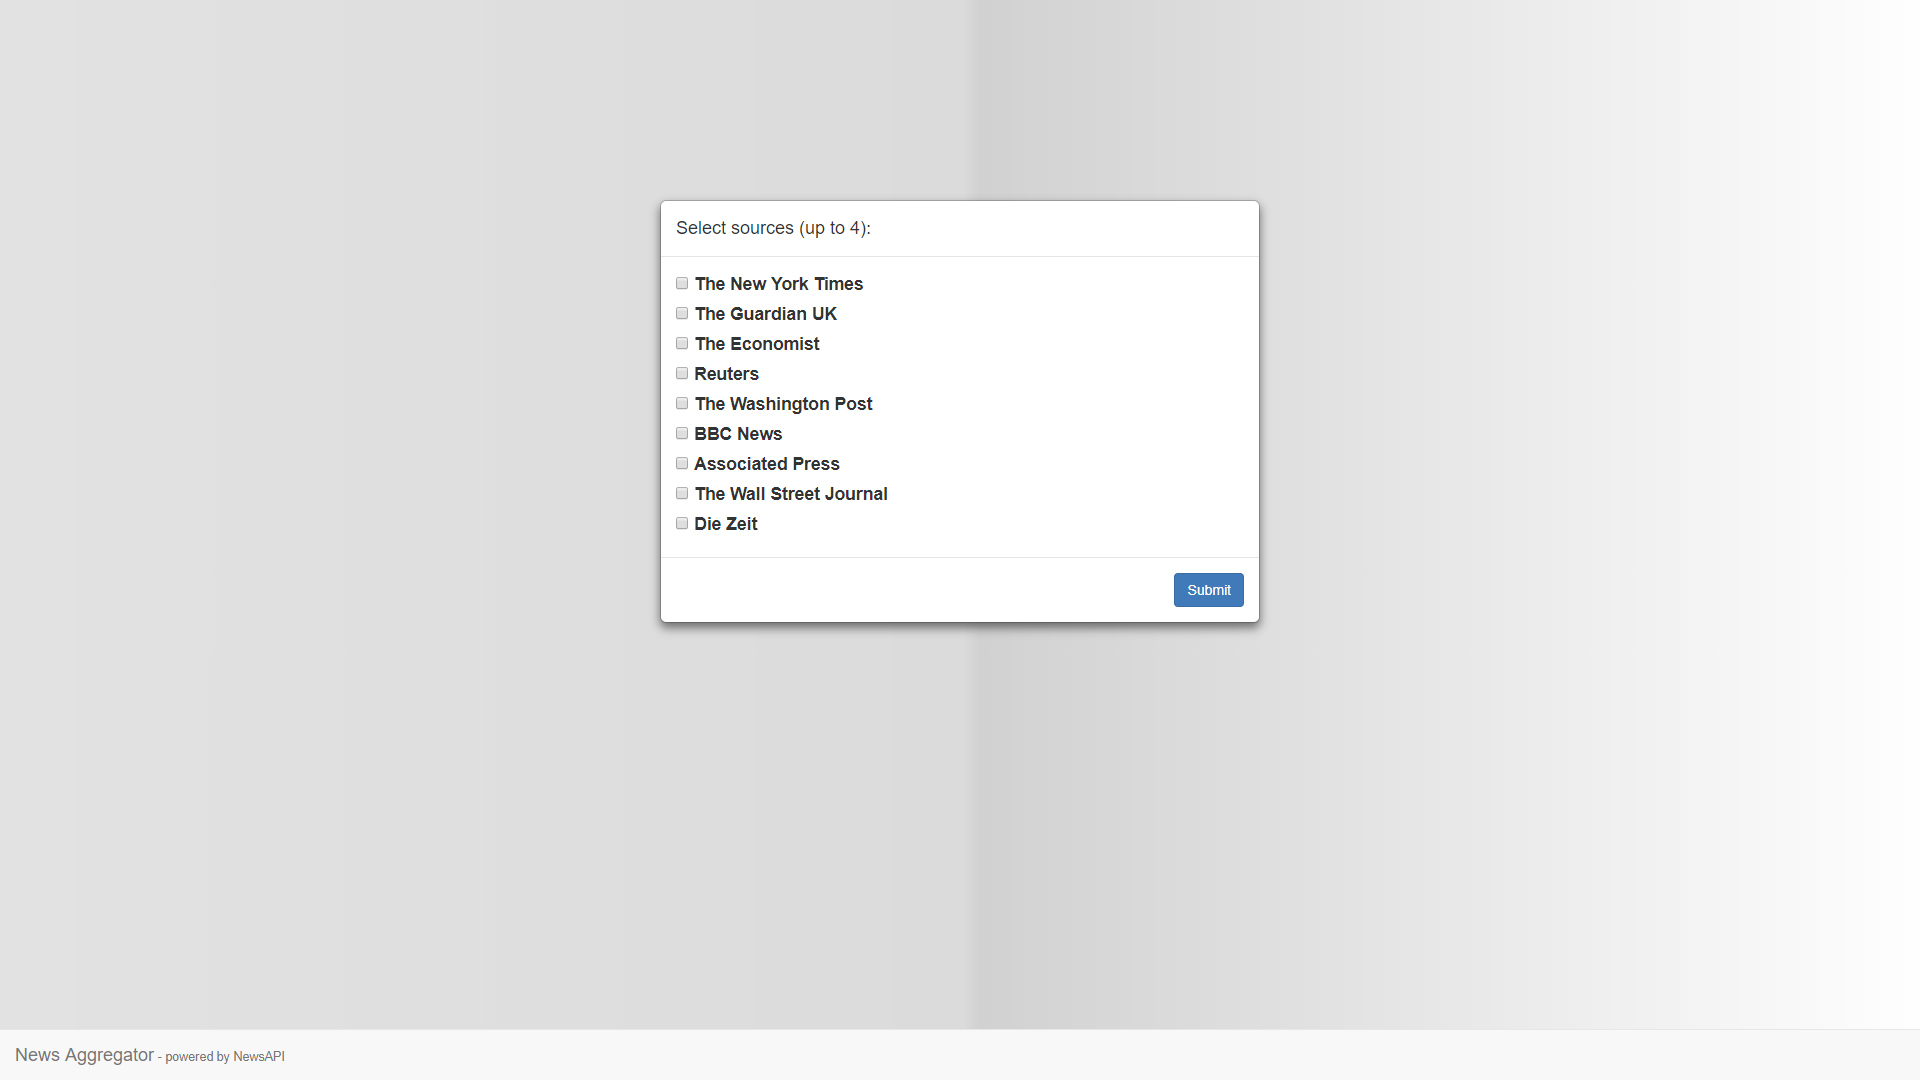 Select sources (up to 4):
The New York Times
The Guardian UK
The Economist
Reuters
The Washington Post
BBC News
Associated Press
The Wall Street Journal
Die Zeit
Submit
News Aggregator - powered by NewsAPI